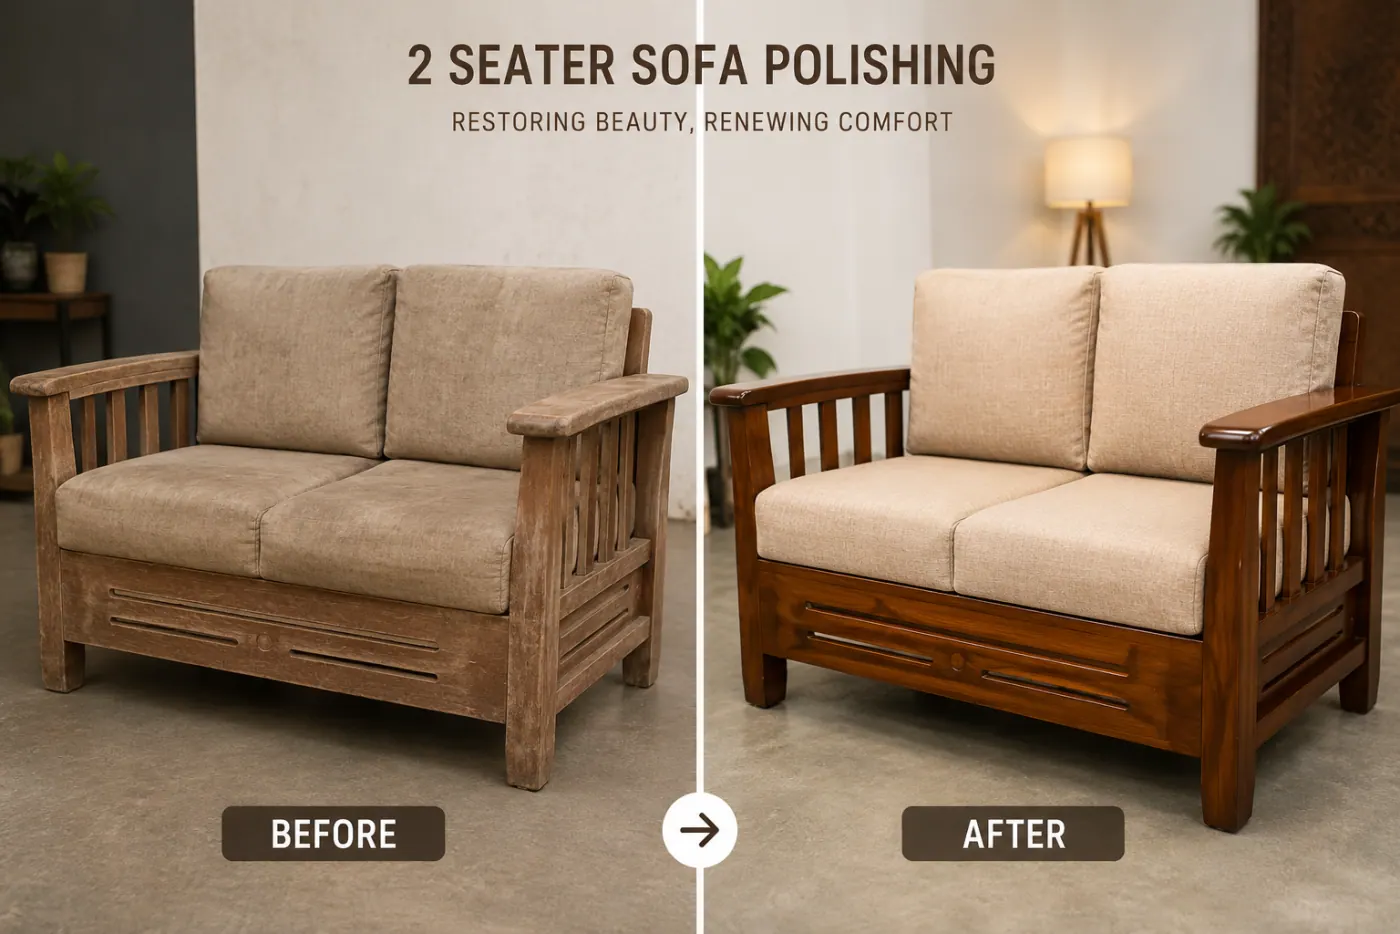 2 SEATER SOFA POLISHING
RESTORING BEAUTY, RENEWING COMFORT
BEFORE
AFTER